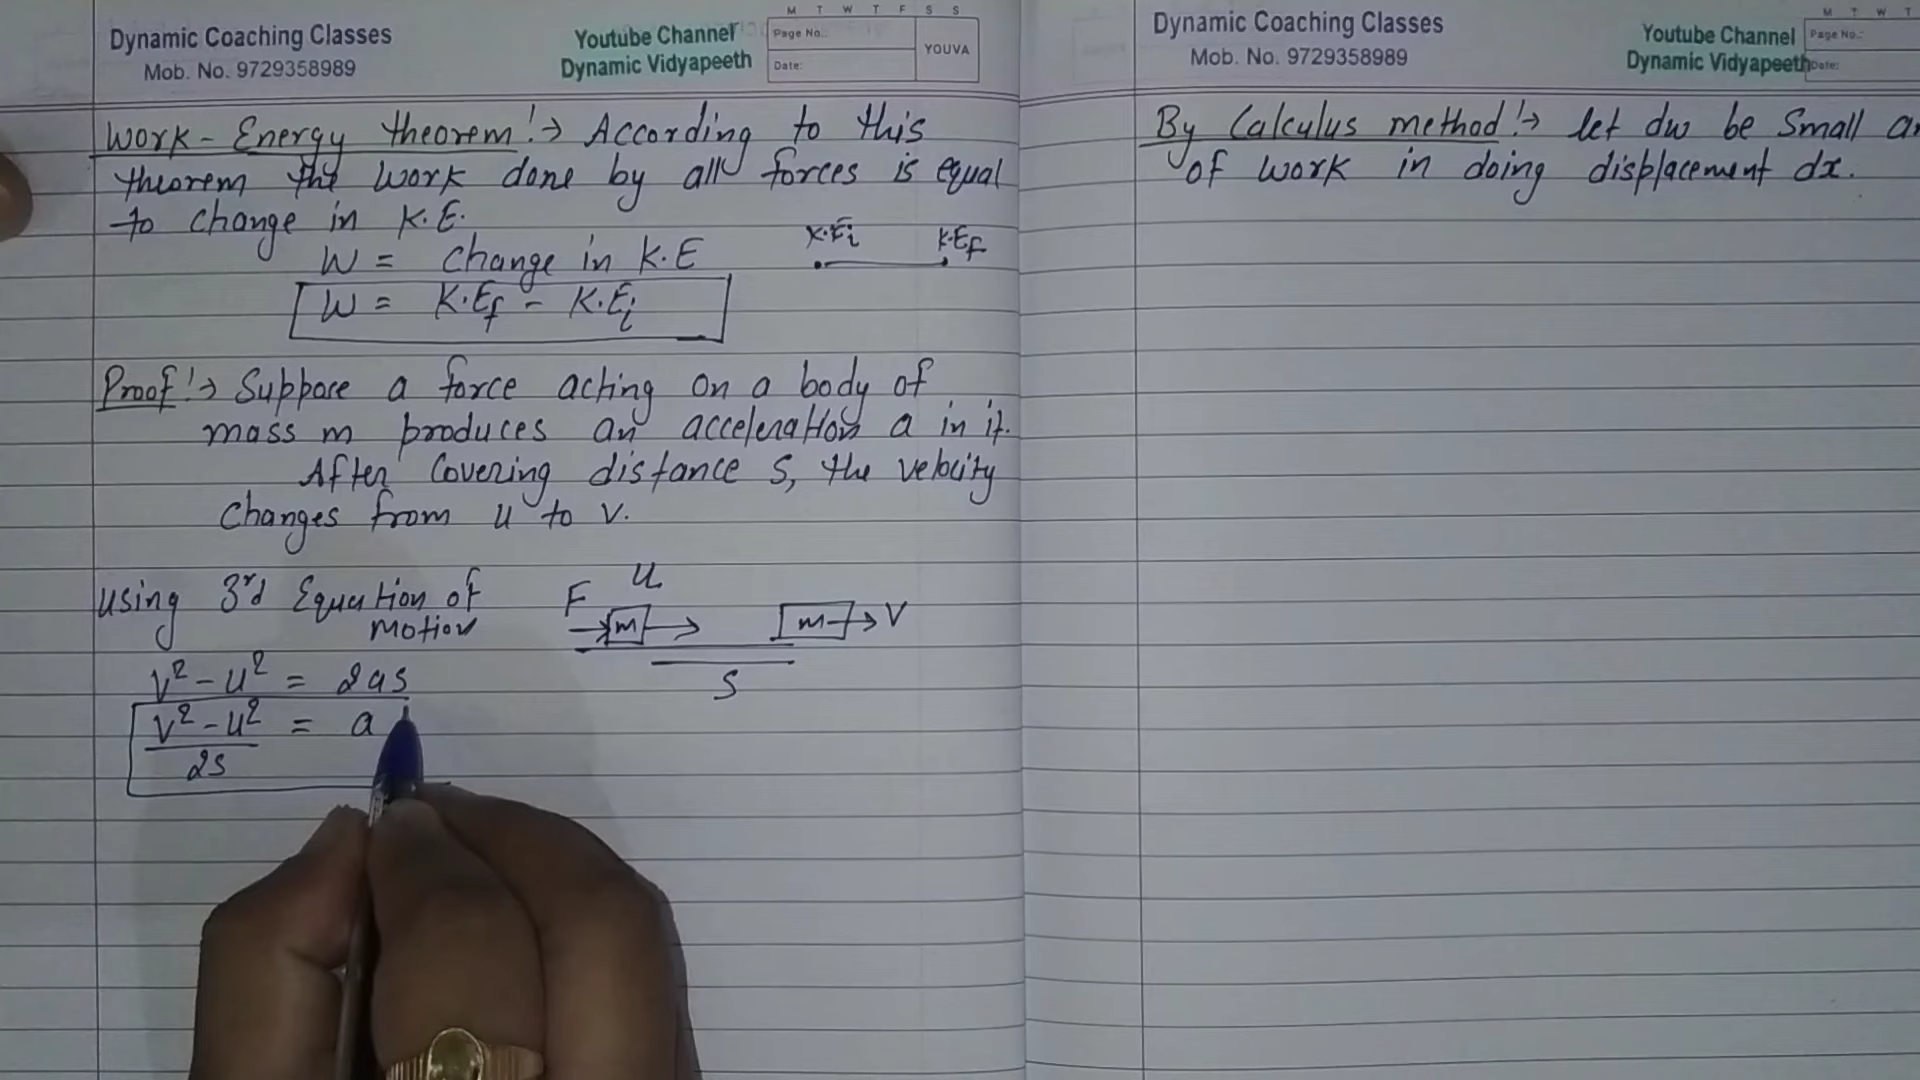 Dynamic Coaching Classes
Mob. No. 9729358989
Youtube Channel
Dynamic Vidyapeeth
M T W T F S S
Page No.:
Date:
YOUVA
Work - Energy theorem :→ According to this
theorem the work done by all forces is equal
to change in K.E.
W = change in K.E
K.Ei K.Ef
W = K.Ef - K.Ei
Proof :→ Suppose a force acting on a body of
mass m produces an acceleration a in it.
After Covering distance S, the velocity
Changes from u to v.
Using 3rd Equation of
motion
F u
m m v
S
v² - u² = 2as
v² - u² = a
2s
Dynamic Coaching Classes
Mob. No. 9729358989
Youtube Channel
Dynamic Vidyapeeth
M T W T
Page No.:
Date:
By Calculus method :→ let dw be Small
of work in doing displacement dx.